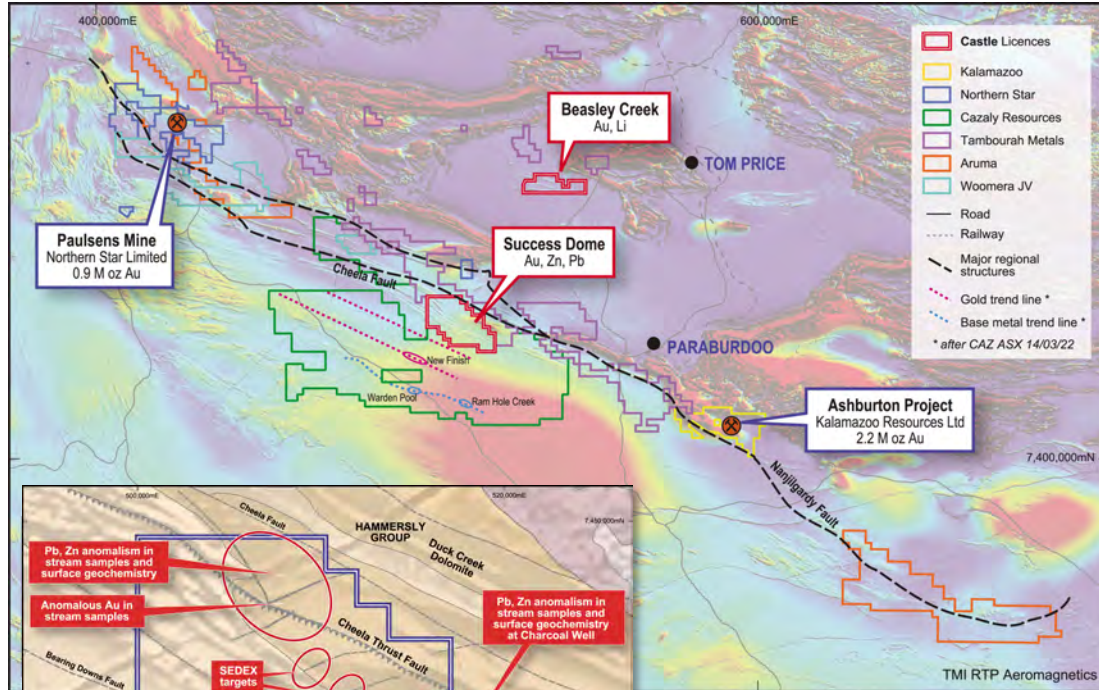 400,000mE
600,000mE
Castle Licences
Kalamazoo
Northern Star
Cazaly Resources
Tambourah Metals
Aruma
Woomera JV
Road
Railway
Major regional
structures
Gold trend line *
Base metal trend line *
* after CAZ ASX 14/03/22
Beasley Creek
Au, Li
TOM PRICE
Paulsens Mine
Northern Star Limited
0.9 M oz Au
Success Dome
Au, Zn, Pb
Cheela Fault
PARABURDOO
New Finish
Warden Pool
Ram Hole Creek
Ashburton Project
Kalamazoo Resources Ltd
2.2 M oz Au
7,400,000mN
Nanjilgardy Fault
TMI RTP Aeromagnetics
500,000mE
520,000mE
7,450,000mN
Cheela Fault
HAMMERSLY
GROUP
Duck Creek
Dolomite
Pb, Zn anomalism in
stream samples and
surface geochemistry
Anomalous Au in
stream samples
Pb, Zn anomalism in
stream samples and
surface geochemistry
at Charcoal Well
Cheela Thrust Fault
Bearing Downs Fault
SEDEX
targets